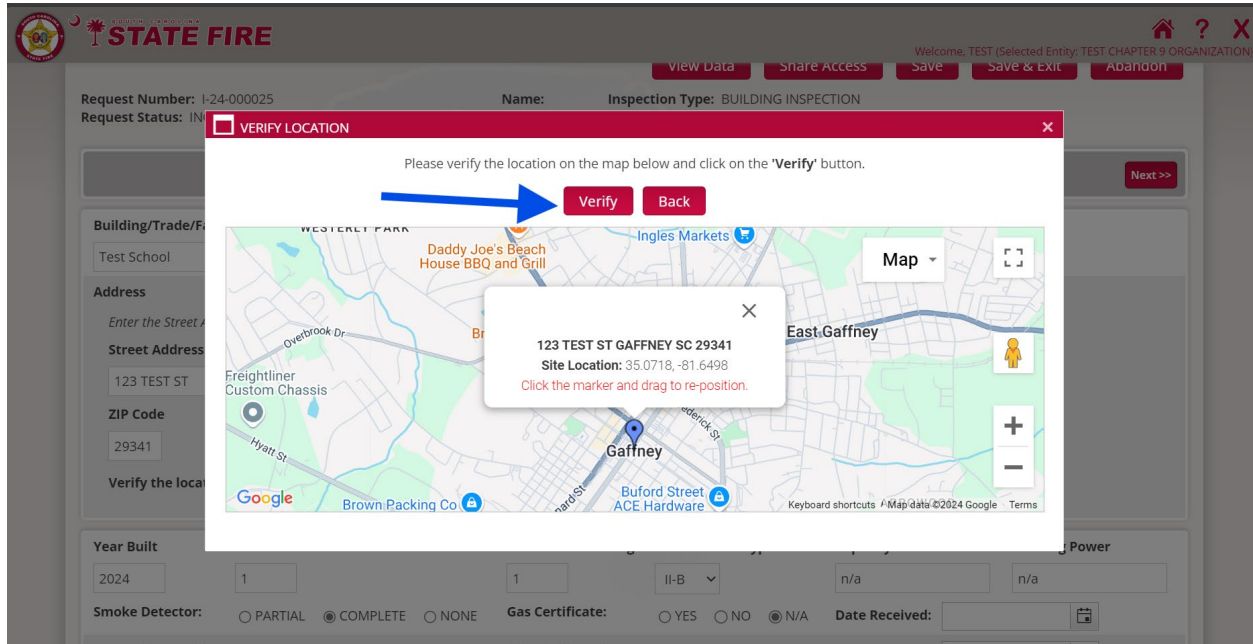 SOUTH CAROLINA
STATE FIRE
Welcome, TEST (Selected Entity: TEST CHAPTER 9 ORGANIZATION)
View Data Share Access Save Save & Exit Abandon
Request Number: I-24-000025 Name: Inspection Type: BUILDING INSPECTION
Request Status:
VERIFY LOCATION
Please verify the location on the map below and click on the 'Verify' button.
Next >>
Verify Back
Building/Trade/
Test School
WESTERLY PARK
Daddy Joe's Beach
House BBQ and Grill
Ingles Markets
Map
Address
Enter the Street
Street Address
123 TEST ST
ZIP Code
29341
Verify the
Overbrook Dr
East Gaffney
123 TEST ST GAFFNEY SC 29341
Site Location: 35.0718, -81.6498
Click the marker and drag to re-position.
Freightliner
Custom Chassis
Frederick St
Hyatt St
Gaffney
Google
Brown Packing Co
Buford Street
ACE Hardware
Keyboard shortcuts Map data ©2024 Google Terms
Year Built Power
2024 1 1 II-B n/a n/a
Smoke Detector: PARTIAL COMPLETE NONE Gas Certificate: YES NO N/A Date Received: